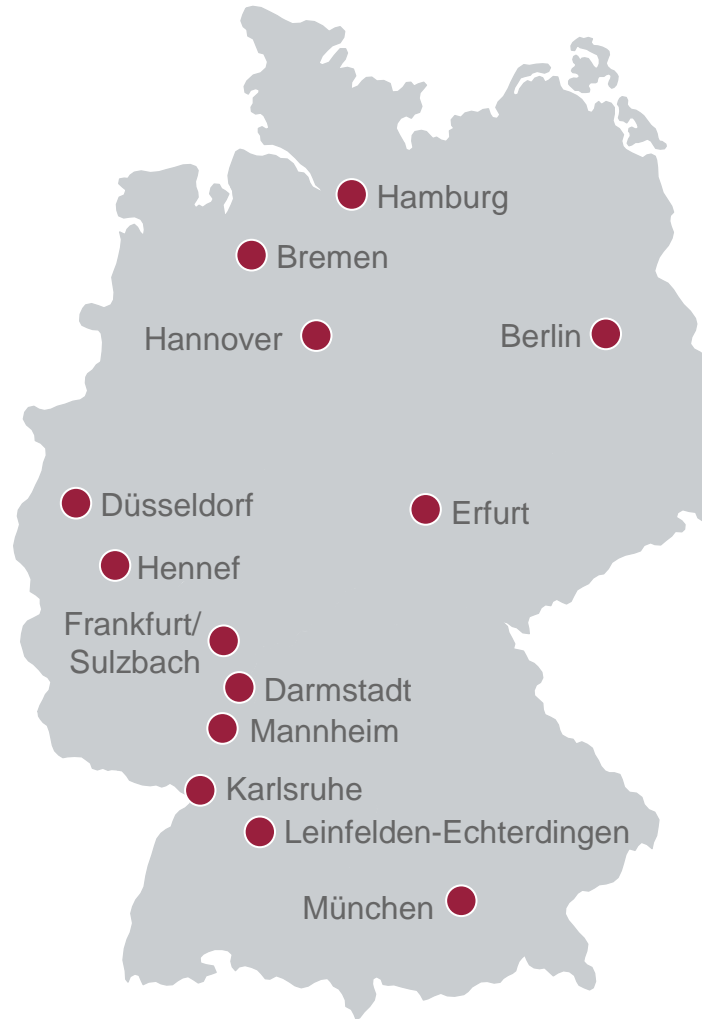 Hamburg
Bremen
Hannover
Berlin
Düsseldorf
Erfurt
Hennef
Frankfurt/
Sulzbach
Darmstadt
Mannheim
Karlsruhe
Leinfelden-Echterdingen
München